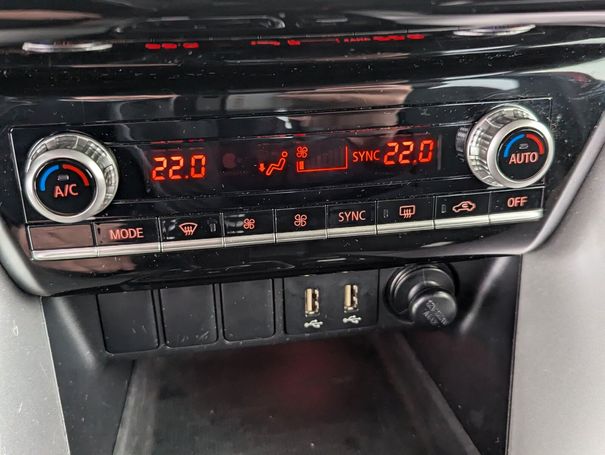 22.0 SYNC 22.0
A/C AUTO
MODE SYNC OFF